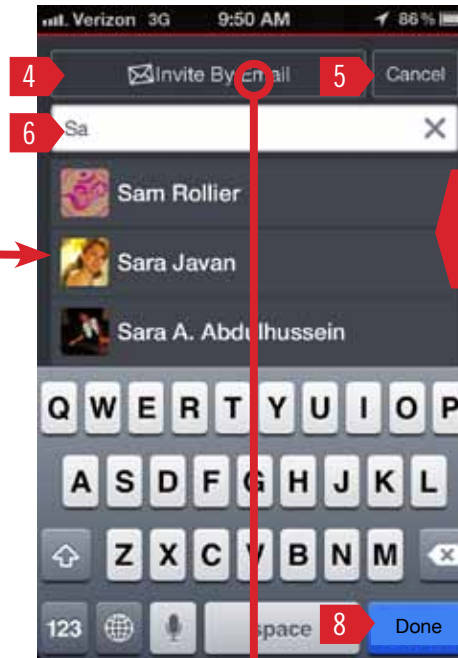 Verizon 3G 9:50 AM 86%
4 Invite By Email 5 Cancel
6 Sa
Sam Rollier
Sara Javan
Sara A. Abdulhussein
Q W E R T Y U I O P
A S D F G H J K L
Z X C V B N M
123 space 8 Done